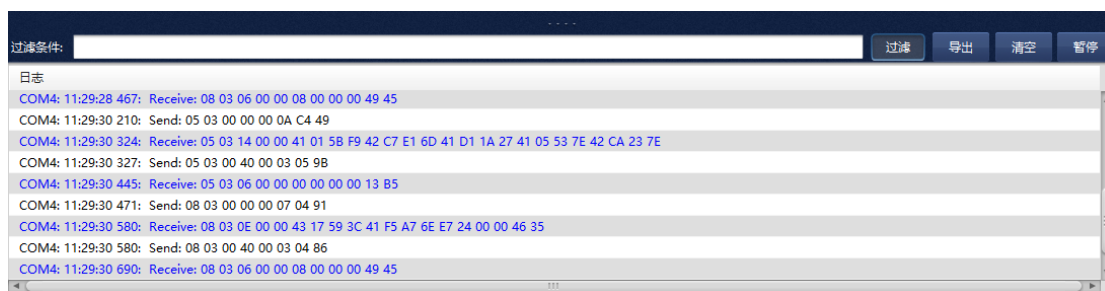 过滤条件: 过滤 导出 清空 暂停
日志
COM4: 11:29:28 467: Receive: 08 03 06 00 00 08 00 00 00 49 45
COM4: 11:29:30 210: Send: 05 03 00 00 00 0A C4 49
COM4: 11:29:30 324: Receive: 05 03 14 00 00 41 01 5B F9 42 C7 E1 6D 41 D1 1A 27 41 05 53 7E 42 CA 23 7E
COM4: 11:29:30 327: Send: 05 03 00 40 00 03 05 9B
COM4: 11:29:30 445: Receive: 05 03 06 00 00 00 00 00 00 13 B5
COM4: 11:29:30 471: Send: 08 03 00 00 00 07 04 91
COM4: 11:29:30 580: Receive: 08 03 0E 00 00 43 17 59 3C 41 F5 A7 6E E7 24 00 00 46 35
COM4: 11:29:30 580: Send: 08 03 00 40 00 03 04 86
COM4: 11:29:30 690: Receive: 08 03 06 00 00 08 00 00 00 49 45